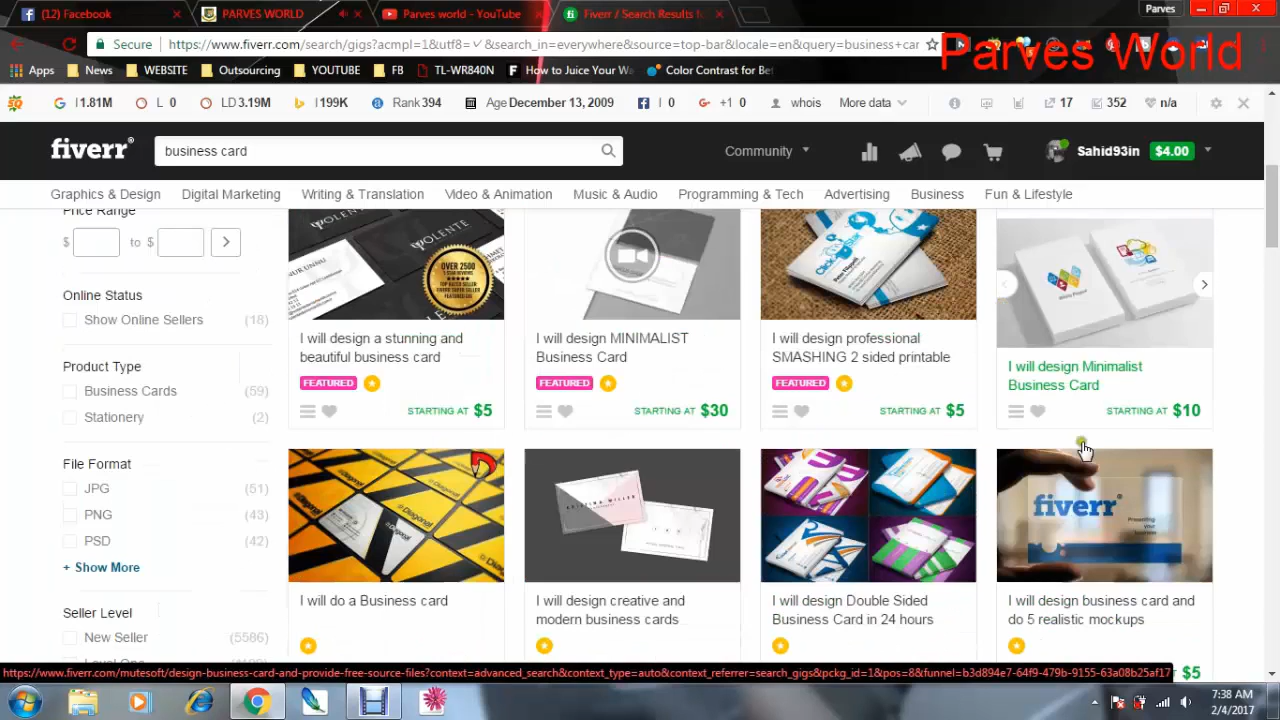 (12) Facebook
PARVES WORLD
Parves world - YouTube
Fiverr / Search Results
Parves
Secure
https://www.fiverr.com/search/gigs?acmpl=1&utf8=✓&search_in=everywhere&source=top-bar&locale=en&query=business+car
Parves World
Apps
News
WEBSITE
Outsourcing
YOUTUBE
FB
TL-WR840N
How to Juice Your Wa
Color Contrast for Bet
I 1.81M
L 0
LD 3.19M
I 199K
Rank 394
Age December 13, 2009
I 0
+1 0
whois
More data
17
352
n/a
fiverr
business card
Community
Sahid93in
$4.00
Graphics & Design
Digital Marketing
Writing & Translation
Video & Animation
Music & Audio
Programming & Tech
Advertising
Business
Fun & Lifestyle
Price Range
$ to $
Online Status
Show Online Sellers (18)
Product Type
Business Cards (59)
Stationery (2)
File Format
JPG (51)
PNG (43)
PSD (42)
+ Show More
Seller Level
New Seller (5586)
VOLENTE
OVER 2500
I will design a stunning and
beautiful business card
FEATURED
STARTING AT $5
I will design MINIMALIST
Business Card
FEATURED
STARTING AT $30
I will design professional
SMASHING 2 sided printable
FEATURED
STARTING AT $5
I will design Minimalist
Business Card
STARTING AT $10
Diagonal
I will do a Business card
KRISTINA MILLER
I will design creative and
modern business cards
I will design Double Sided
Business Card in 24 hours
fiverr
Presenting
I will design business card and
do 5 realistic mockups
$5
https://www.fiverr.com/mutesoft/design-business-card-and-provide-free-source-files?context=advanced_search&context_type=auto&context_referrer=search_gigs&pckg_id=1&pos=8&funnel=b3d894e7-64f9-479b-9155-63a08b25af17
7:38 AM
2/4/2017